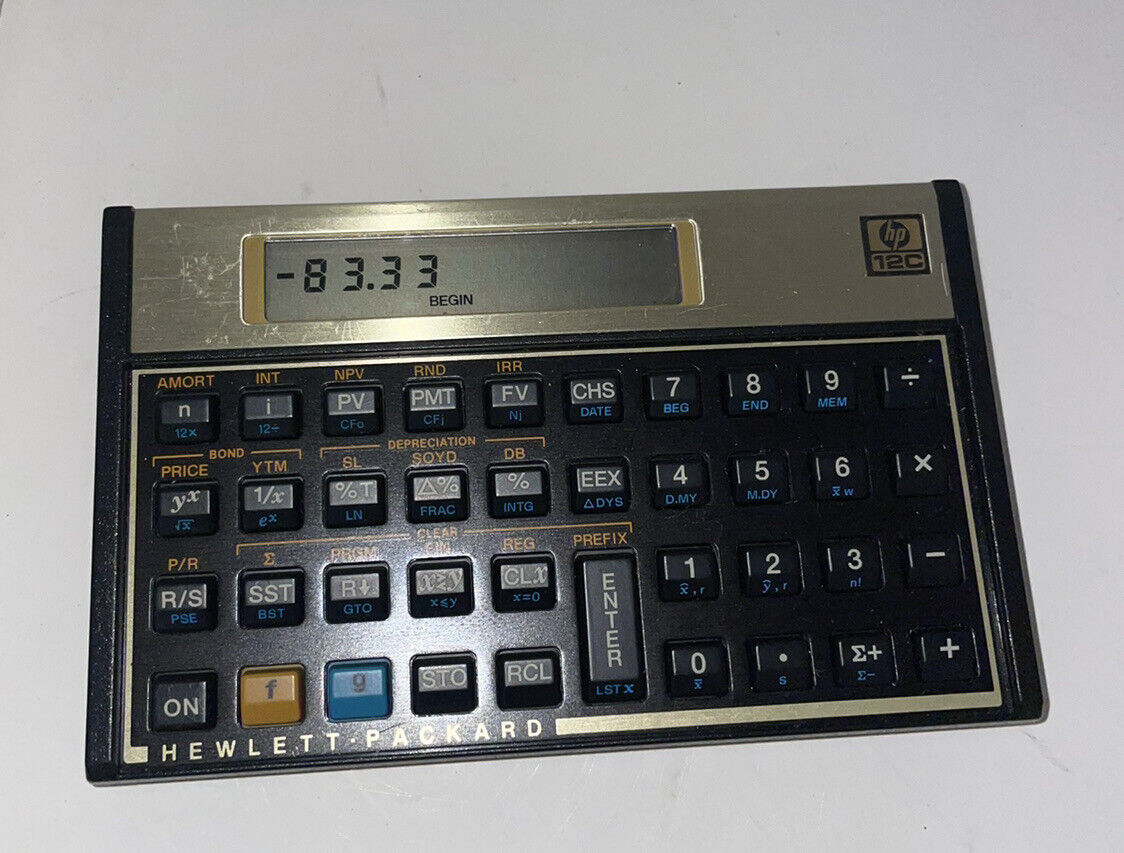 -83.33
BEGIN
hp
12C
AMORT INT NPV RND IRR
n i PV PMT FV CHS 7 8 9 ÷
12× 12÷ CFo CFj Nj DATE BEG END MEM
BOND DEPRECIATION
PRICE YTM SL SOYD DB
yx 1/x %T Δ% % EEX 4 5 6 ×
√x ex LN FRAC INTG ΔDYS D.MY M.DY x̄w
CLEAR
P/R Σ PRGM FIN REG PREFIX
R/S SST R↓ x≷y CLx ENTER 1 2 3 −
PSE BST GTO x≤y x=0 x̂,r ŷ,r n!
ON f g STO RCL 0 • Σ+ +
LSTx x̄ s Σ−
HEWLETT·PACKARD